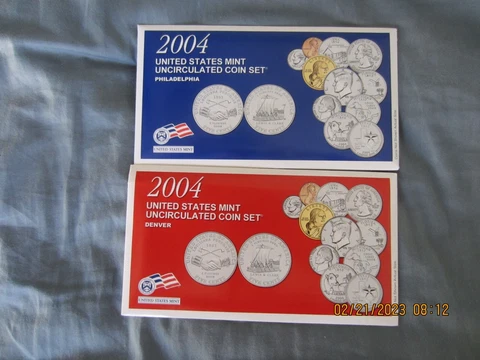 2004
UNITED STATES MINT
UNCIRCULATED COIN SET
PHILADELPHIA
UNITED STATES MINT
2004
UNITED STATES MINT
UNCIRCULATED COIN SET
DENVER
UNITED STATES MINT
02/21/2023 08:12